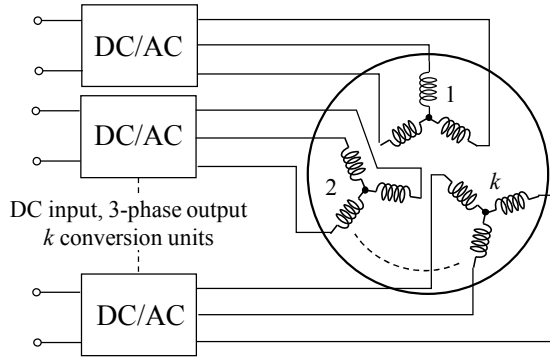 DC/AC
1
DC/AC
2
k
DC input, 3-phase output
k conversion units
DC/AC